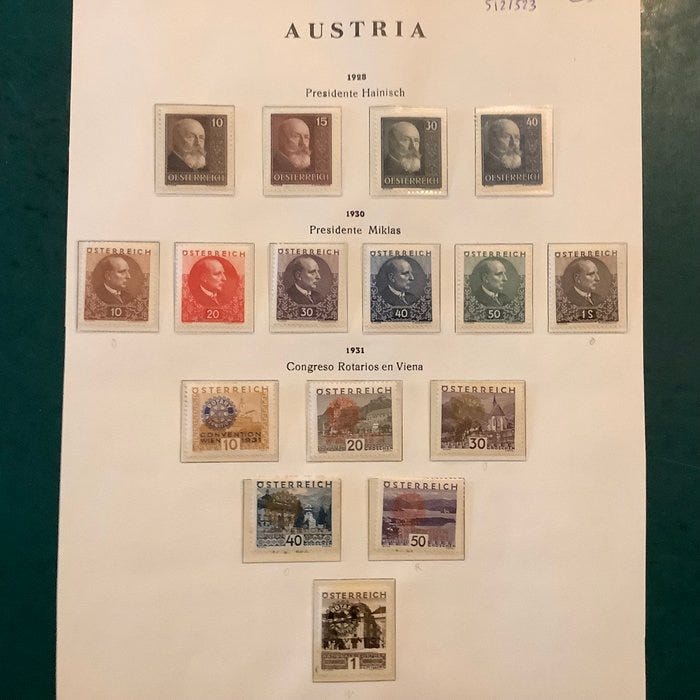 512/523
AUSTRIA
1928
Presidente Hainisch
10 15 30 40
OESTERREICH OESTERREICH OESTERREICH OESTERREICH
1930
Presidente Miklas
ÖSTERREICH ÖSTERREICH ÖSTERREICH ÖSTERREICH ÖSTERREICH ÖSTERREICH
10 20 30 40 50 1S
1931
Congreso Rotarios en Viena
ÖSTERREICH ÖSTERREICH ÖSTERREICH
CONVENTION
WIEN 1931
10 20 30
ÖSTERREICH ÖSTERREICH
40 50
ÖSTERREICH
1